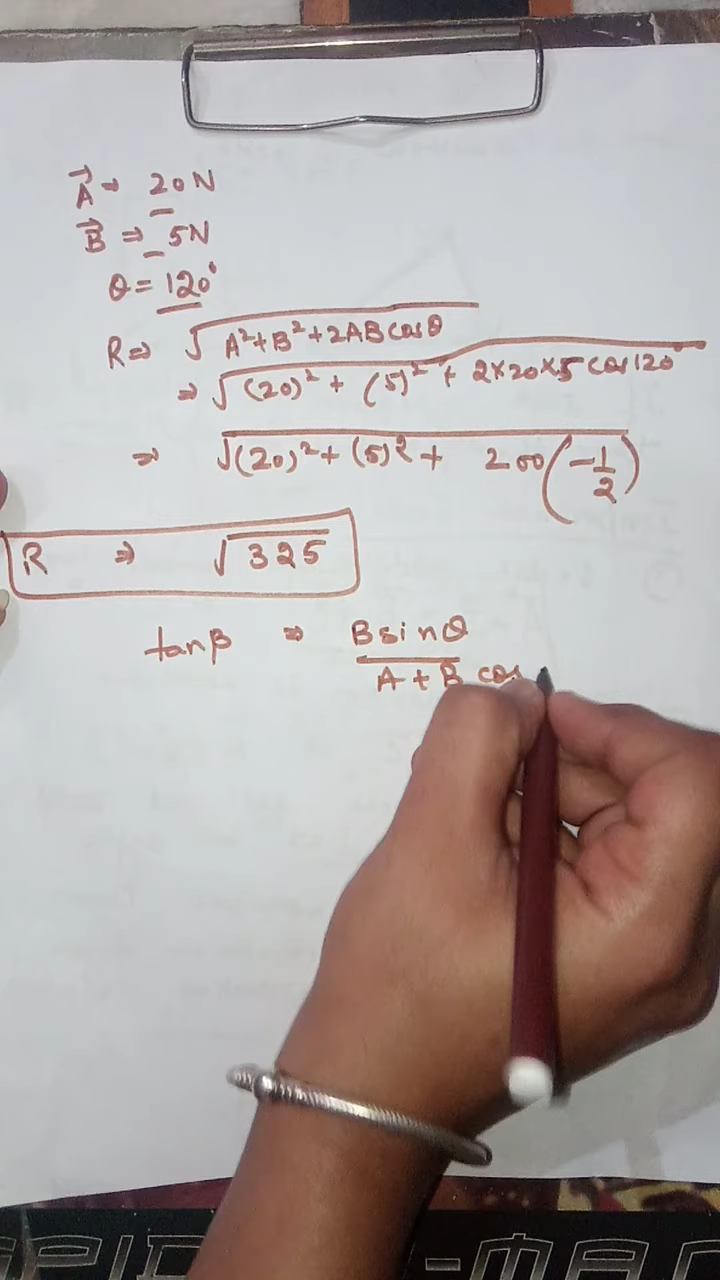 A⃗ ⇒ 20N
B⃗ ⇒ 5N
θ = 120°
R ⇒ √A²+B²+2ABcosθ
⇒ √(20)² + (5)² + 2×20×5 cos120°
⇒ √(20)² + (5)² + 200(-1/2)
R ⇒ √325
tanβ ⇒ Bsinθ / A + B cos